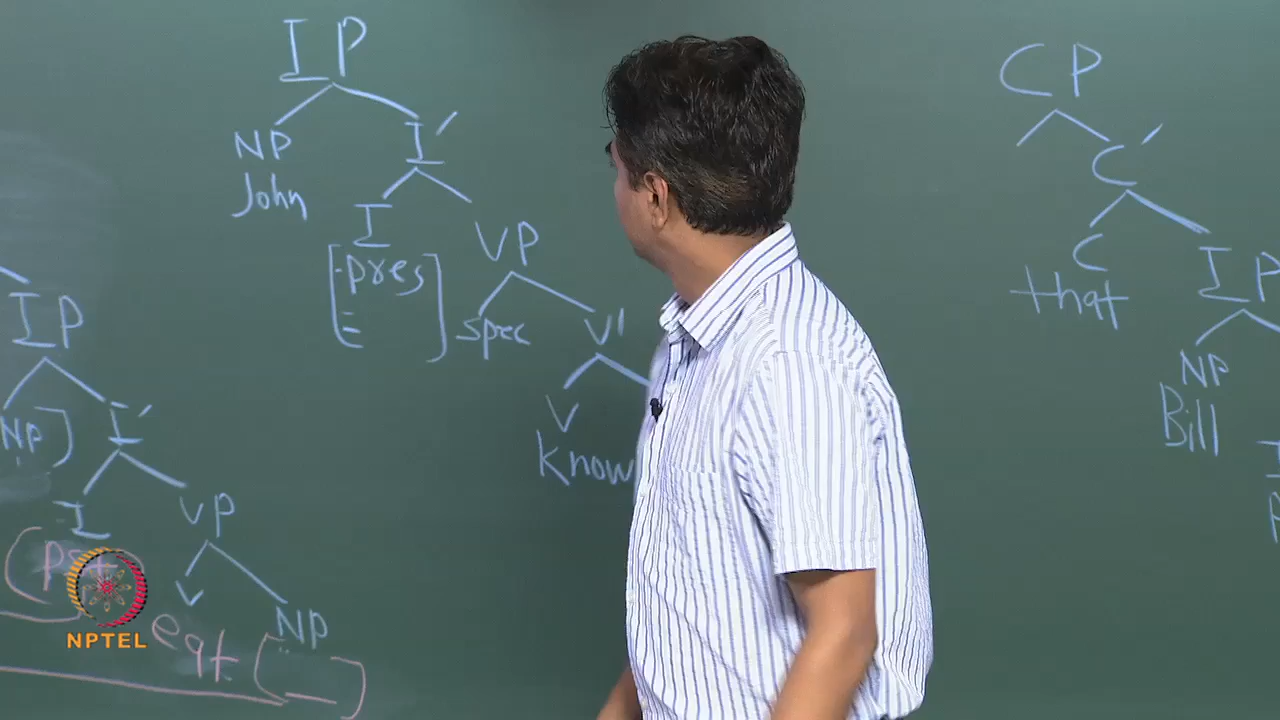 IP
NP I'
John
I VP
[-pres
spec V'
V
Know
CP
C'
C IP
that
NP
Bill
IP
NP] I'
I VP
V NP
eat [_]
NPTEL